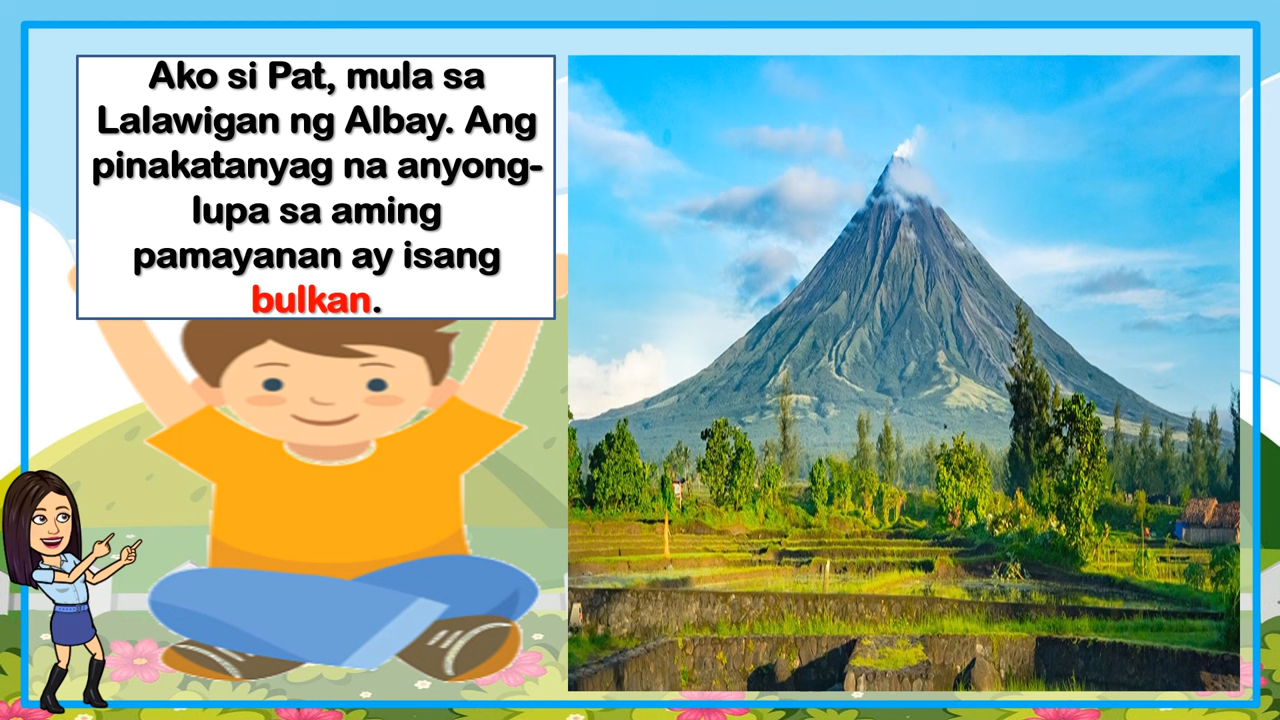 Ako si Pat, mula sa
Lalawigan ng Albay. Ang
pinakatanyag na anyong-
lupa sa aming
pamayanan ay isang
bulkan.